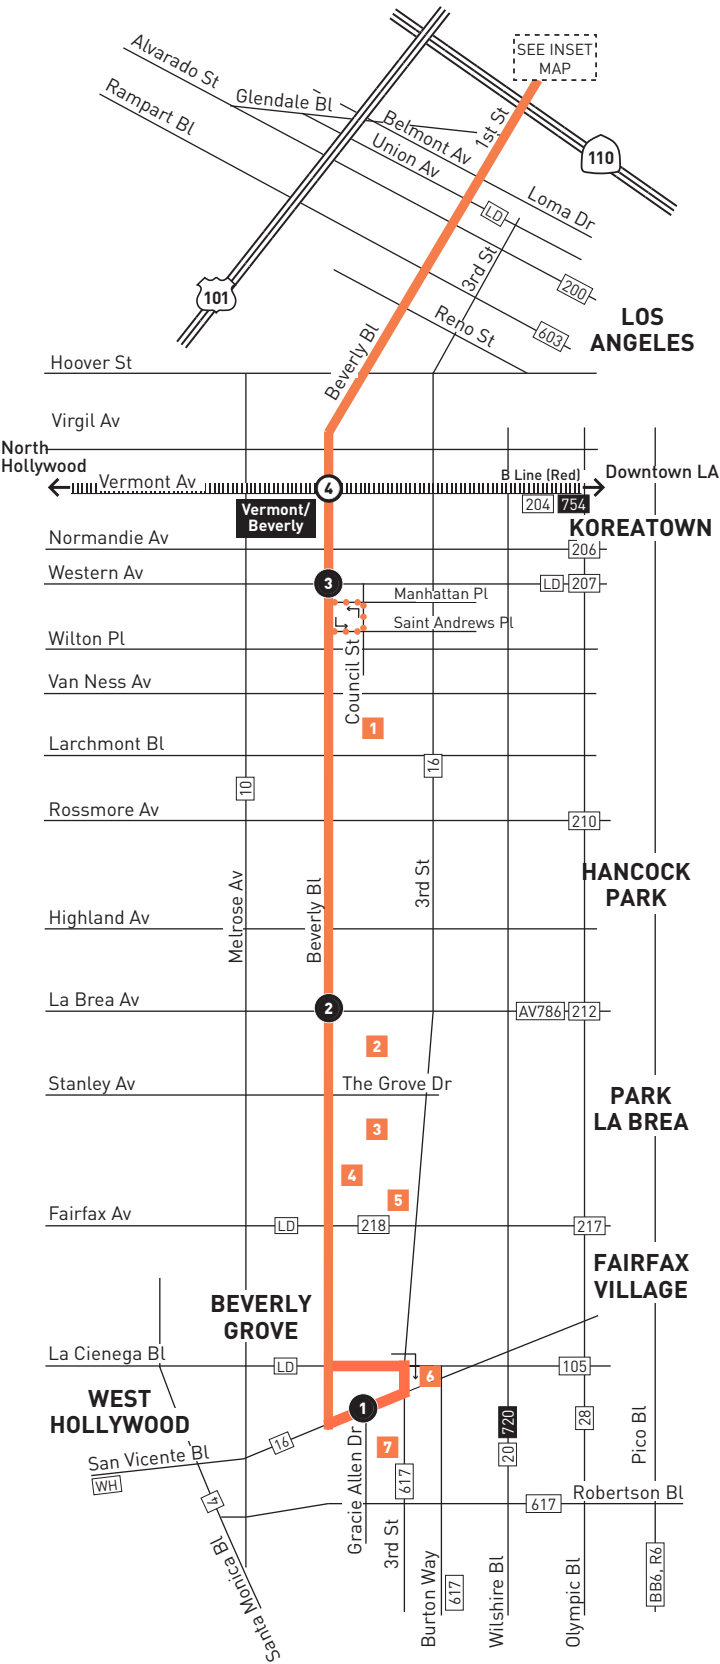 SEE INSET
MAP
Alvarado St
Glendale Bl
Rampart Bl
Belmont Av
Union Av
1st St
110
Loma Dr
LD
3rd St
200
101
Reno St
603
LOS
ANGELES
Beverly Bl
Hoover St
Virgil Av
North
Hollywood
Vermont Av
4
B Line (Red)
Downtown LA
Vermont/
Beverly
204
754
KOREATOWN
Normandie Av
206
Western Av
3
LD
207
Manhattan Pl
Saint Andrews Pl
Wilton Pl
Council St
Van Ness Av
1
Larchmont Bl
16
10
Rossmore Av
210
Melrose Av
Beverly Bl
3rd St
HANCOCK
PARK
Highland Av
La Brea Av
2
AV786
212
2
Stanley Av
The Grove Dr
PARK
LA BREA
3
4
5
Fairfax Av
LD
218
217
FAIRFAX
VILLAGE
BEVERLY
GROVE
La Cienega Bl
LD
105
6
WEST
HOLLYWOOD
1
720
28
Pico Bl
16
San Vicente Bl
WH
7
20
Gracie Allen Dr
617
4
617
Robertson Bl
3rd St
Santa Monica Bl
Burton Way
617
Wilshire Bl
Olympic Bl
BB6, R6